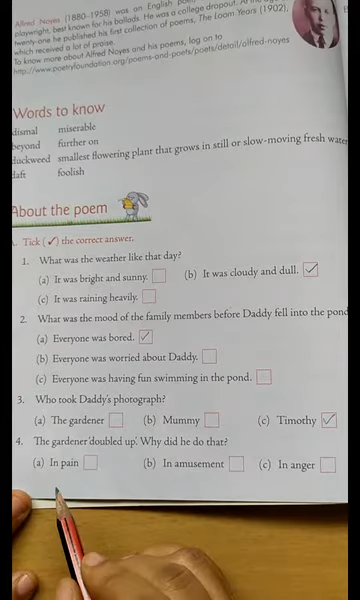 Alfred Noyes (1880–1958) was an English
playwright, best known for his ballads. He was a college dropout.
twenty-one he published his first collection of poems, The Loom Years (1902),
which received a lot of praise.
To know more about Alfred Noyes and his poems, log on to
http://www.poetryfoundation.org/poems-and-poets/poets/detail/alfred-noyes
Words to know
dismal miserable
beyond further on
duckweed smallest flowering plant that grows in still or slow-moving fresh water
daft foolish
About the poem
Tick (✓) the correct answer.
1. What was the weather like that day?
(a) It was bright and sunny. (b) It was cloudy and dull. ✓
(c) It was raining heavily.
2. What was the mood of the family members before Daddy fell into the pond
(a) Everyone was bored. ✓
(b) Everyone was worried about Daddy.
(c) Everyone was having fun swimming in the pond.
3. Who took Daddy's photograph?
(a) The gardener (b) Mummy (c) Timothy ✓
4. The gardener 'doubled up'. Why did he do that?
(a) In pain (b) In amusement (c) In anger